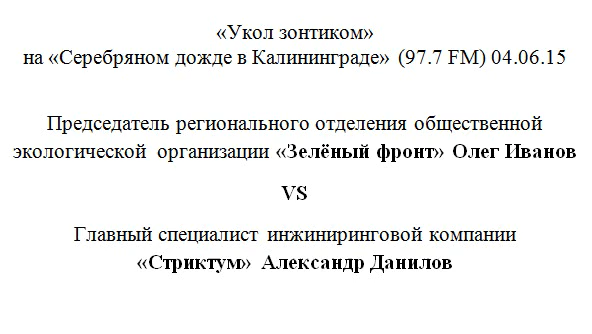 «Укол зонтиком»
на «Серебряном дожде в Калининграде» (97.7 FM) 04.06.15
Председатель регионального отделения общественной
экологической организации «Зелёный фронт» Олег Иванов
VS
Главный специалист инжиниринговой компании
«Стриктум» Александр Данилов